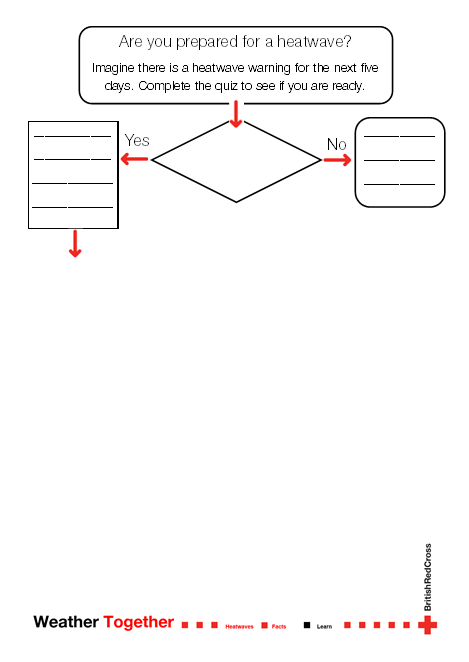 Are you prepared for a heatwave?
Imagine there is a heatwave warning for the next five
days. Complete the quiz to see if you are ready.
Yes
No
BritishRedCross
Weather Together
Heatwaves
Facts
Learn